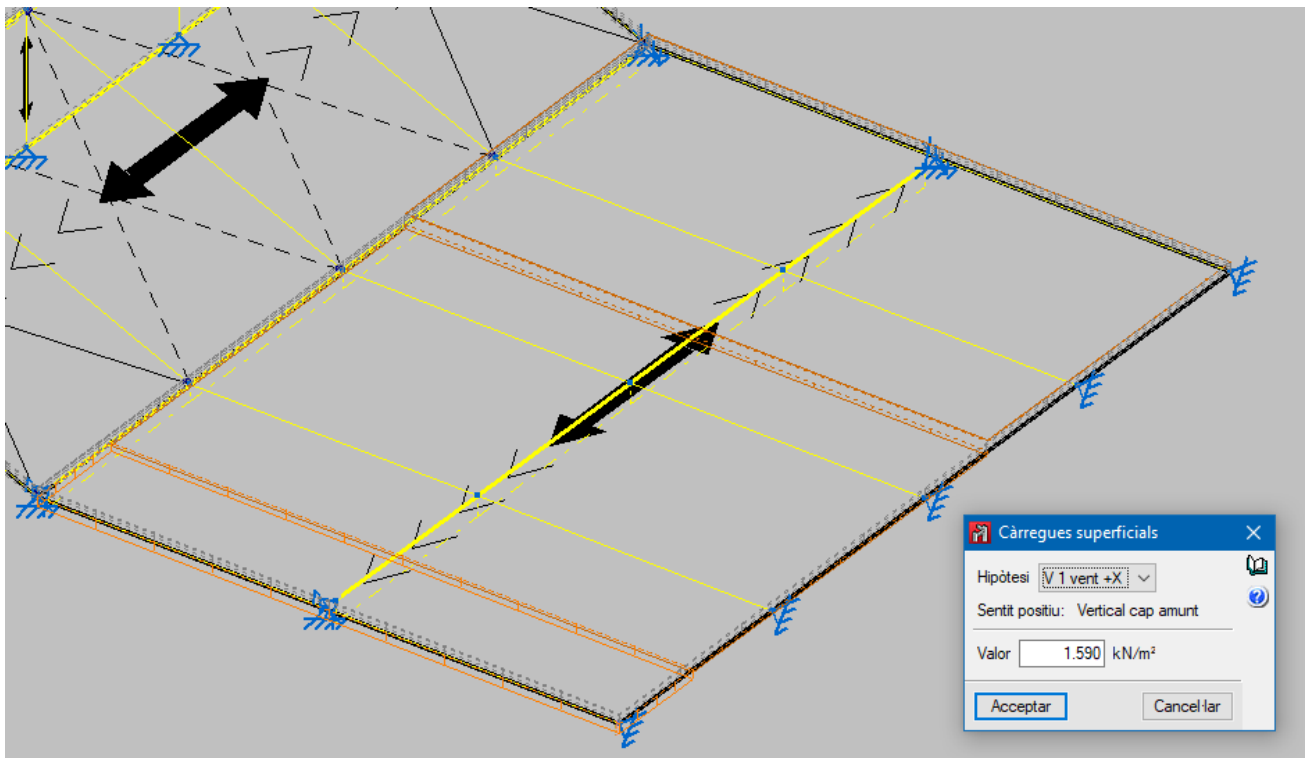 Càrregues superficials
Hipòtesi V 1 vent +X
Sentit positiu: Vertical cap amunt
Valor 1.590 kN/m²
Acceptar Cancel·lar